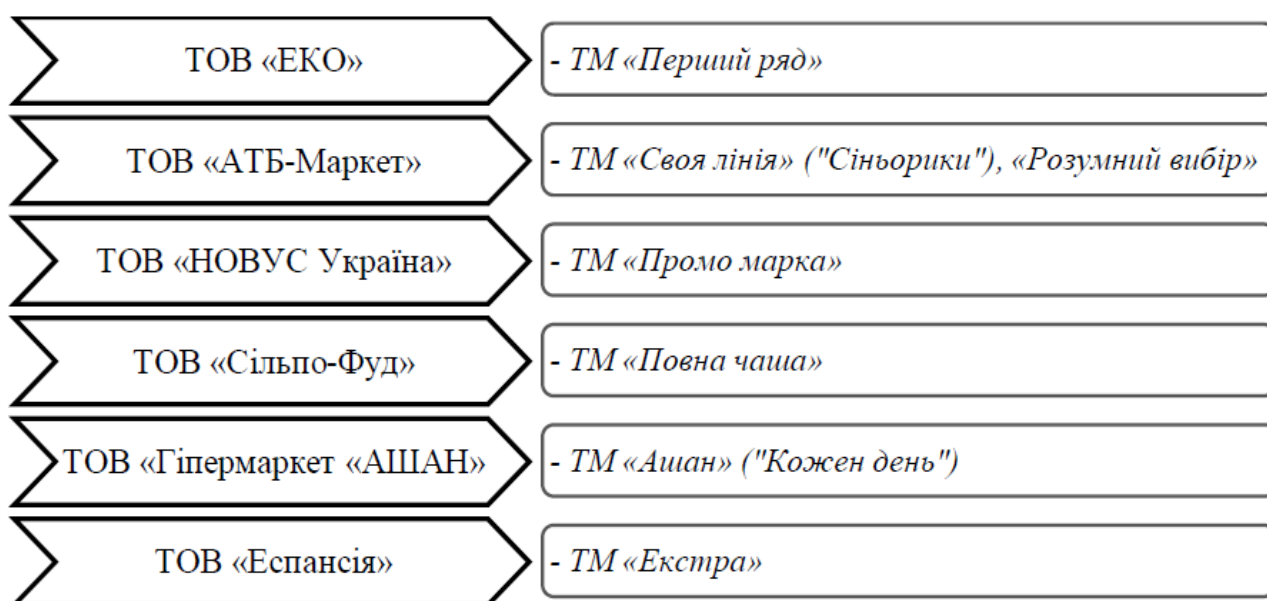 ТОВ «ЕКО»
- ТМ «Перший ряд»
ТОВ «АТБ-Маркет»
- ТМ «Своя лінія» ("Сіньорики"), «Розумний вибір»
ТОВ «НОВУС Україна»
- ТМ «Промо марка»
ТОВ «Сільпо-Фуд»
- ТМ «Повна чаша»
ТОВ «Гіпермаркет «АШАН»
- ТМ «Ашан» ("Кожен день")
ТОВ «Еспансія»
- ТМ «Екстра»